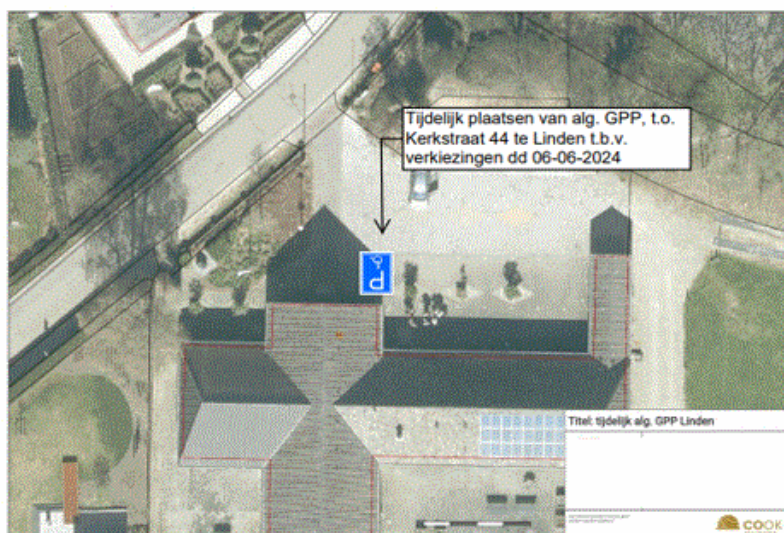 Tijdelijk plaatsen van alg. GPP, t.o.
Kerkstraat 44 te Linden t.b.v.
verkiezingen dd 06-06-2024
P
Titel: tijdelijk alg. GPP Linden
COOK